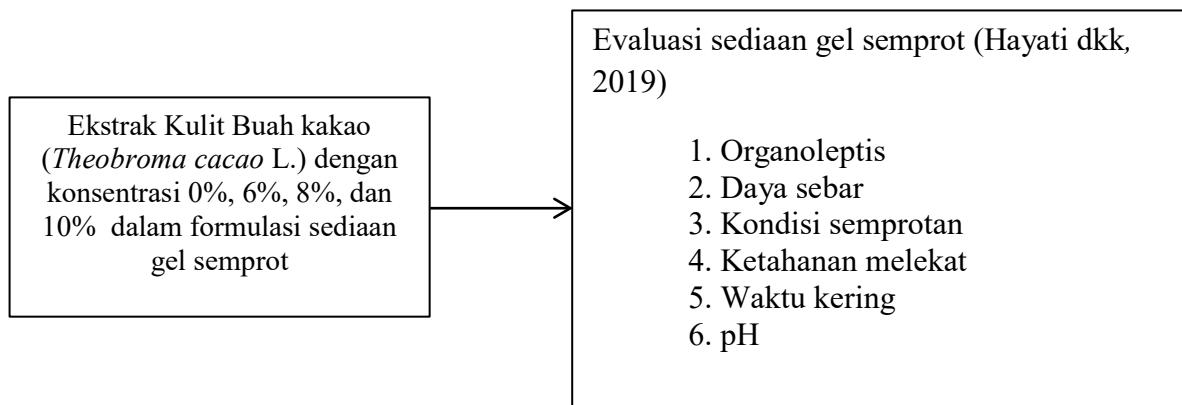 Ekstrak Kulit Buah kakao
(Theobroma cacao L.) dengan
konsentrasi 0%, 6%, 8%, dan
10% dalam formulasi sediaan
gel semprot
Evaluasi sediaan gel semprot (Hayati dkk,
2019)
1. Organoleptis
2. Daya sebar
3. Kondisi semprotan
4. Ketahanan melekat
5. Waktu kering
6. pH